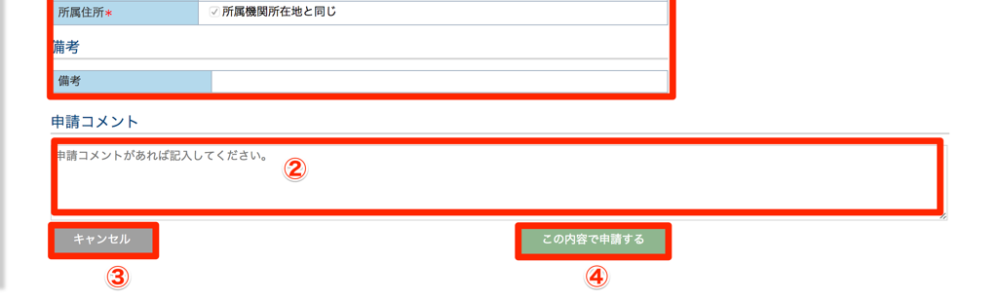 所属住所* 所属機関所在地と同じ
備考
備考
申請コメント
申請コメントがあれば記入してください。
②
キャンセル この内容で申請する
③ ④